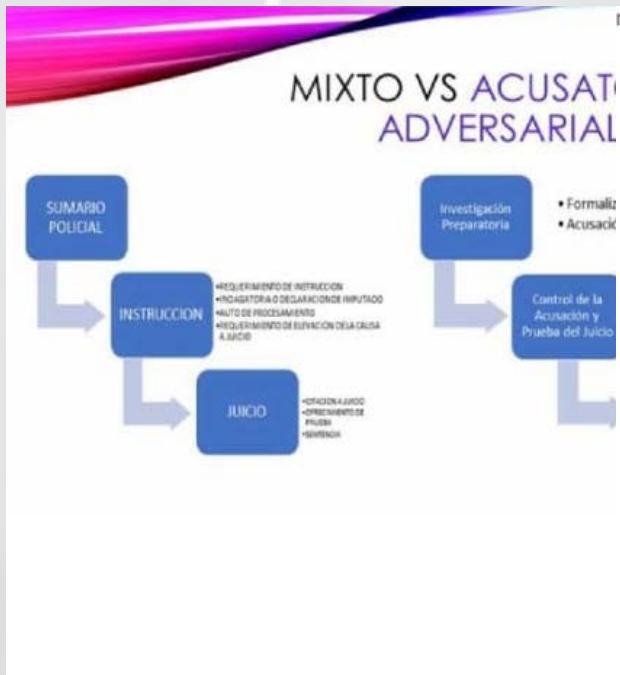 MIXTO VS ACUSATO
ADVERSARIAL
SUMARIO
POLICIAL
INSTRUCCION
•REQUERIMIENTO DE INSTRUCCION
•INDAGATORIA O DECLARACION DE IMPUTADO
•AUTO DE PROCESAMIENTO
•REQUERIMIENTO DE ELEVACION DE LA CAUSA
A JUICIO
JUICIO
•CITACION A JUICIO
•OFRECIMIENTO DE
PRUEBA
•SENTENCIA
Investigación
Preparatoria
• Formaliz
• Acusació
Control de la
Acusación y
Prueba del Juicio